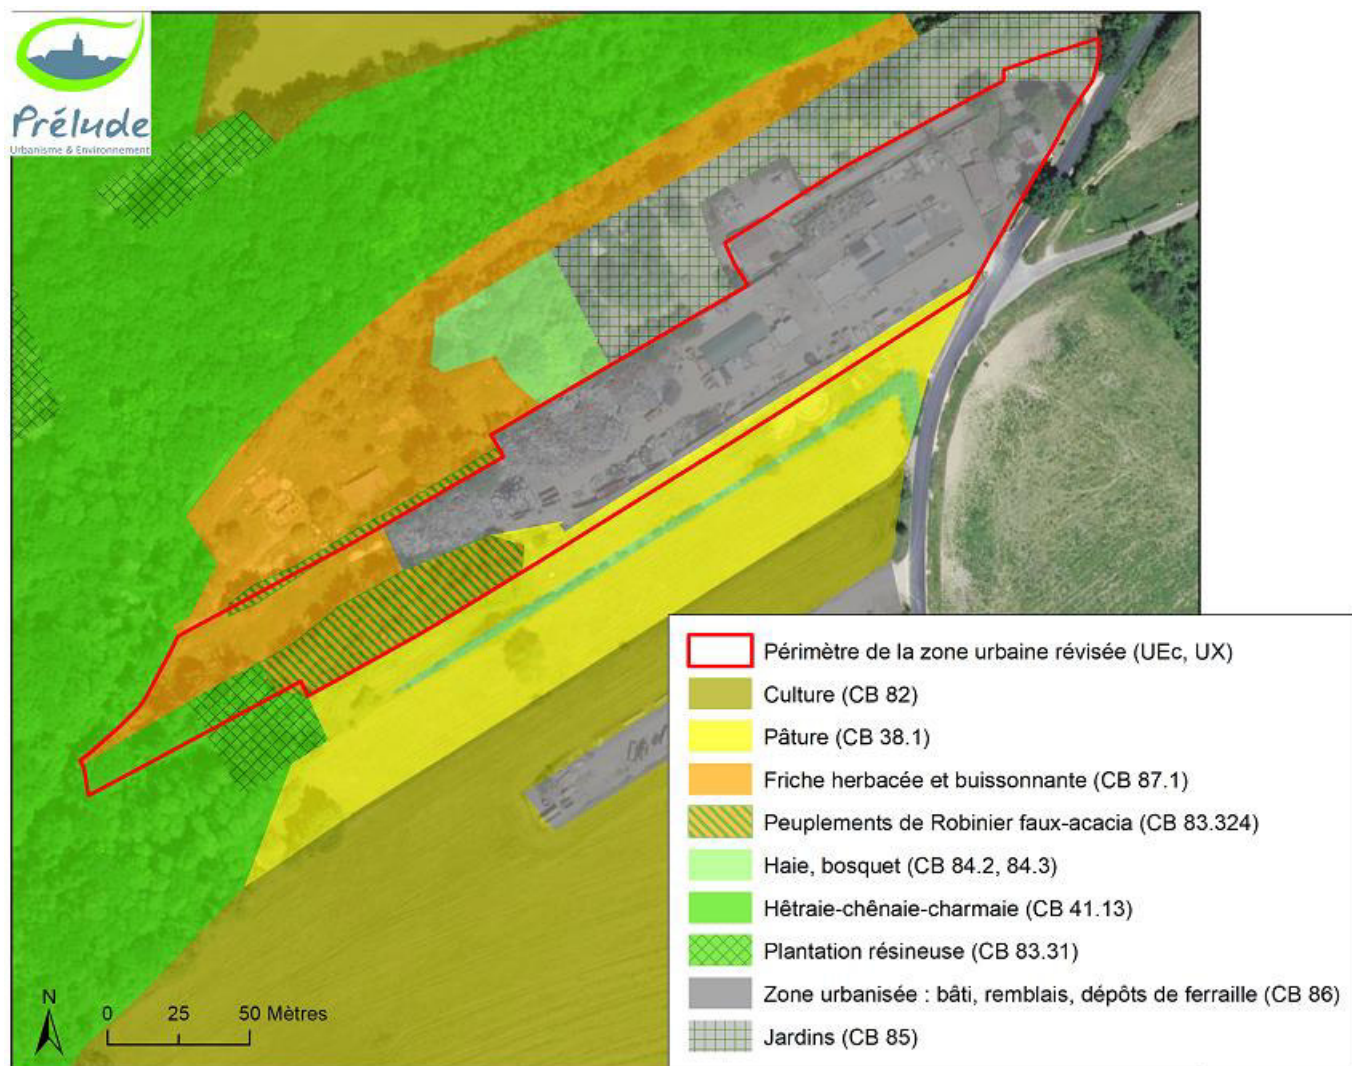 Prélude
Urbanisme & Environnement
Périmètre de la zone urbaine révisée (UEc, UX)
Culture (CB 82)
Pâture (CB 38.1)
Friche herbacée et buissonnante (CB 87.1)
Peuplements de Robinier faux-acacia (CB 83.324)
Haie, bosquet (CB 84.2, 84.3)
Hêtraie-chênaie-charmaie (CB 41.13)
Plantation résineuse (CB 83.31)
Zone urbanisée : bâti, remblais, dépôts de ferraille (CB 86)
Jardins (CB 85)
N
0 25 50 Mètres